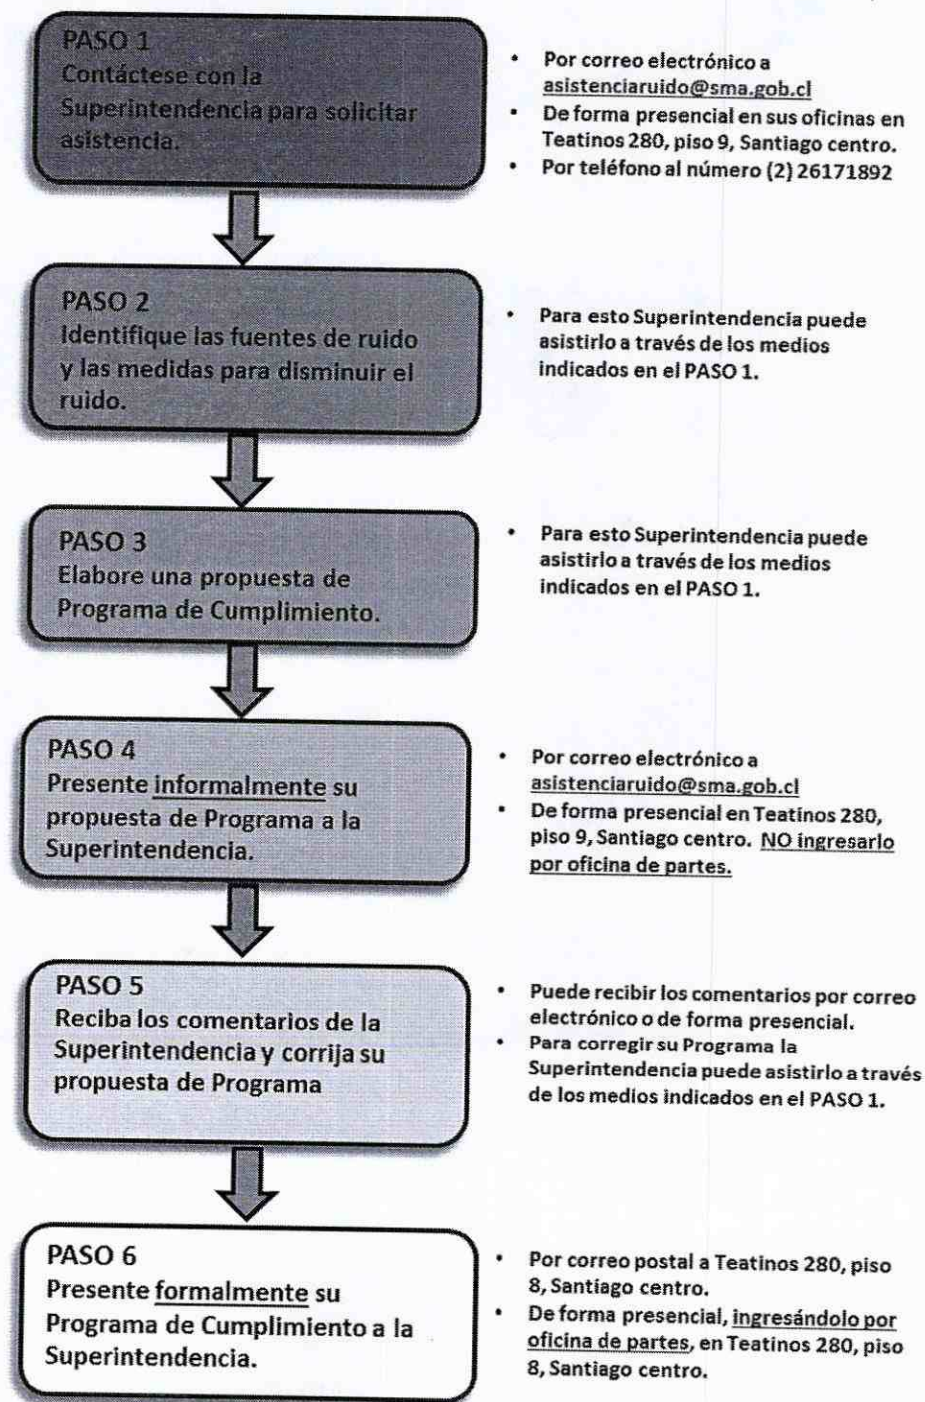 PASO 1
Contáctese con la
Superintendencia para solicitar
asistencia.
• Por correo electrónico a
asistenciaruido@sma.gob.cl
• De forma presencial en sus oficinas en
Teatinos 280, piso 9, Santiago centro.
• Por teléfono al número (2) 26171892
PASO 2
Identifique las fuentes de ruido
y las medidas para disminuir el
ruido.
• Para esto Superintendencia puede
asistirlo a través de los medios
indicados en el PASO 1.
PASO 3
Elabore una propuesta de
Programa de Cumplimiento.
• Para esto Superintendencia puede
asistirlo a través de los medios
indicados en el PASO 1.
PASO 4
Presente informalmente su
propuesta de Programa a la
Superintendencia.
• Por correo electrónico a
asistenciaruido@sma.gob.cl
• De forma presencial en Teatinos 280,
piso 9, Santiago centro. NO ingresarlo
por oficina de partes.
PASO 5
Reciba los comentarios de la
Superintendencia y corrija su
propuesta de Programa
• Puede recibir los comentarios por correo
electrónico o de forma presencial.
• Para corregir su Programa la
Superintendencia puede asistirlo a través
de los medios indicados en el PASO 1.
PASO 6
Presente formalmente su
Programa de Cumplimiento a la
Superintendencia.
• Por correo postal a Teatinos 280, piso
8, Santiago centro.
• De forma presencial, ingresándolo por
oficina de partes, en Teatinos 280, piso
8, Santiago centro.